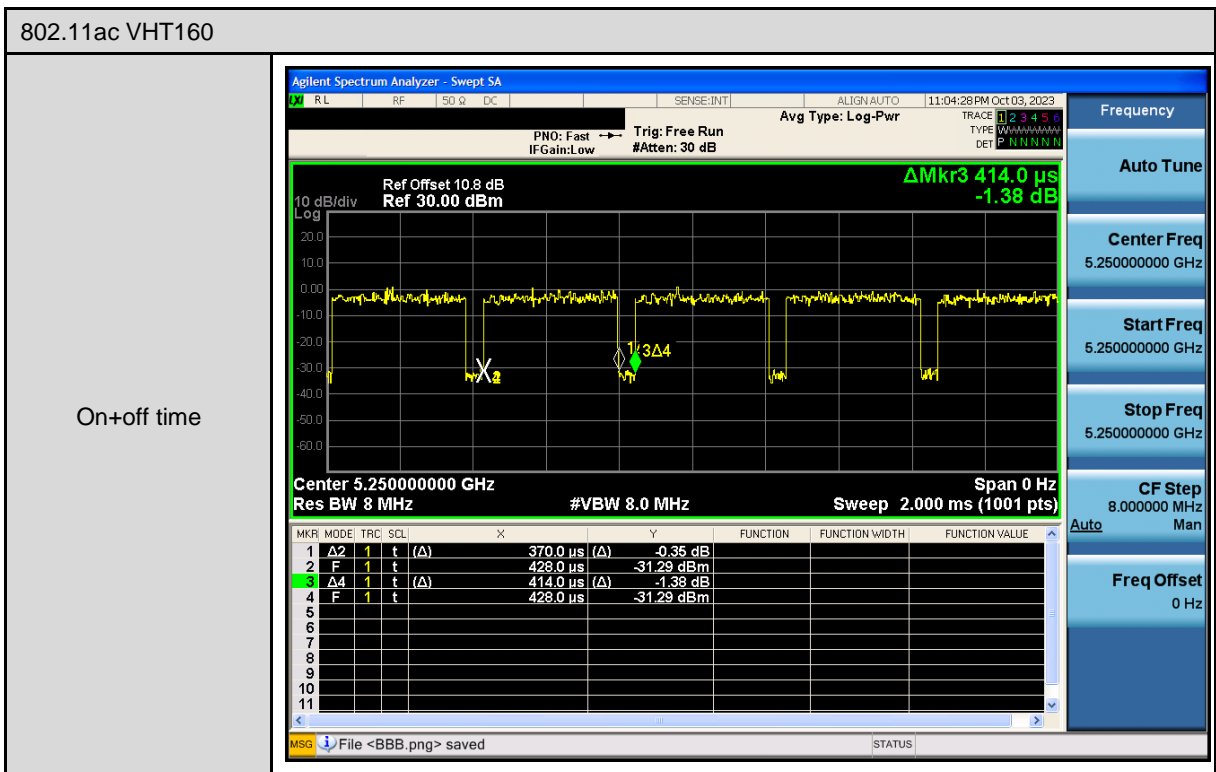 802.11ac VHT160
On+off time
Agilent Spectrum Analyzer - Swept SA
LXI RL RF 50 Ω DC SENSE:INT ALIGN AUTO 11:04:28 PM Oct 03, 2023
Avg Type: Log-Pwr TRACE 1 2 3 4 5 6
PNO: Fast Trig: Free Run TYPE WWWWWW
IFGain:Low #Atten: 30 dB DET P N N N N N
ΔMkr3 414.0 µs
-1.38 dB
Ref Offset 10.8 dB
10 dB/div Ref 30.00 dBm
Log
20.0
10.0
0.00
-10.0
-20.0
-30.0
-40.0
-50.0
-60.0
3Δ4
2
Center 5.250000000 GHz Span 0 Hz
Res BW 8 MHz #VBW 8.0 MHz Sweep 2.000 ms (1001 pts)
MKR MODE TRC SCL X Y FUNCTION FUNCTION WIDTH FUNCTION VALUE
1 Δ2 1 t (Δ) 370.0 µs (Δ) -0.35 dB
2 F 1 t 428.0 µs -31.29 dBm
3 Δ4 1 t (Δ) 414.0 µs (Δ) -1.38 dB
4 F 1 t 428.0 µs -31.29 dBm
5
6
7
8
9
10
11
MSG File <BBB.png> saved STATUS
Frequency
Auto Tune
Center Freq
5.250000000 GHz
Start Freq
5.250000000 GHz
Stop Freq
5.250000000 GHz
CF Step
8.000000 MHz
Auto Man
Freq Offset
0 Hz